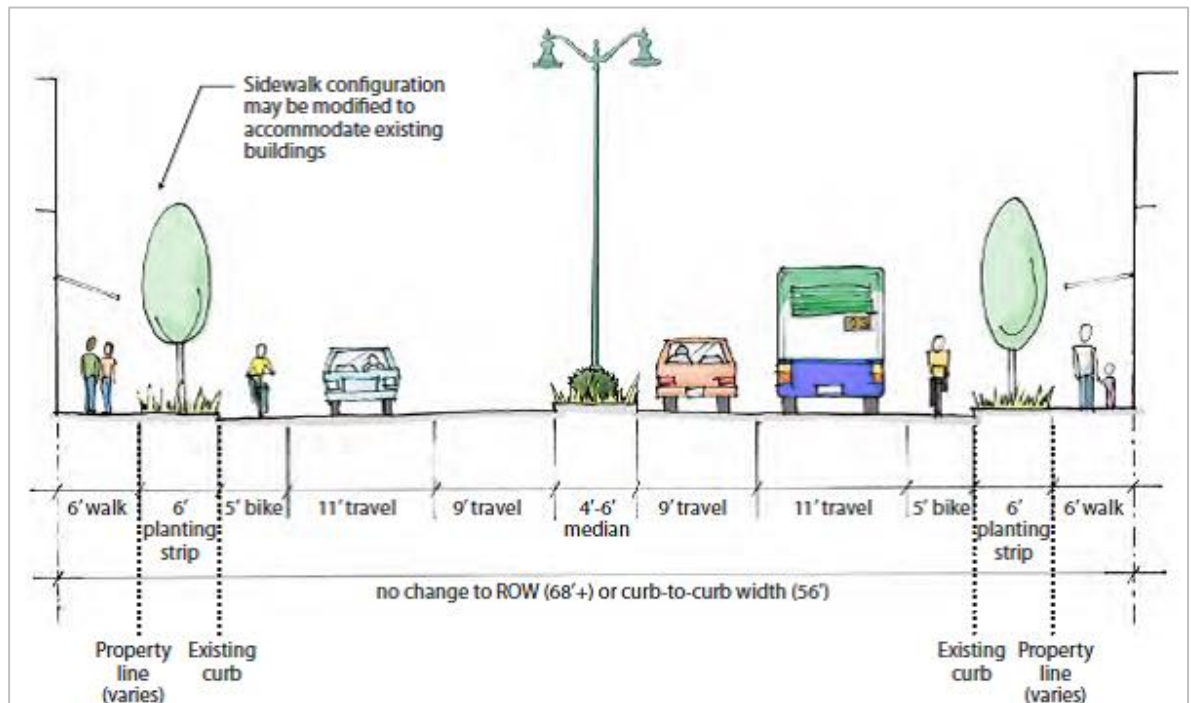 Sidewalk configuration
may be modified to
accommodate existing
buildings
6' walk
6'
planting
strip
5' bike
11' travel
9' travel
4'-6'
median
9' travel
11' travel
5' bike
6'
planting
strip
6' walk
no change to ROW (68'+) or curb-to-curb width (56')
Property
line
(varies)
Existing
curb
Existing
curb
Property
line
(varies)